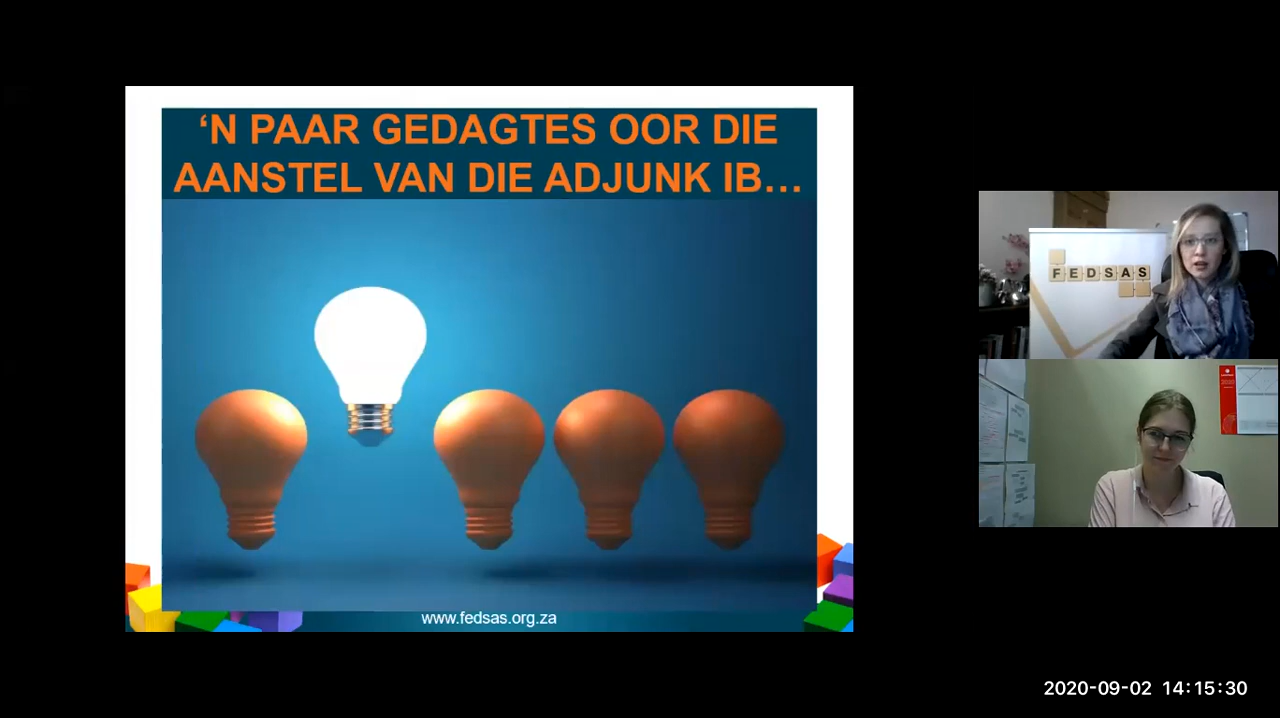 ‘N PAAR GEDAGTES OOR DIE
AANSTEL VAN DIE ADJUNK IB…
www.fedsas.org.za
FEDSAS
2020-09-02 14:15:30